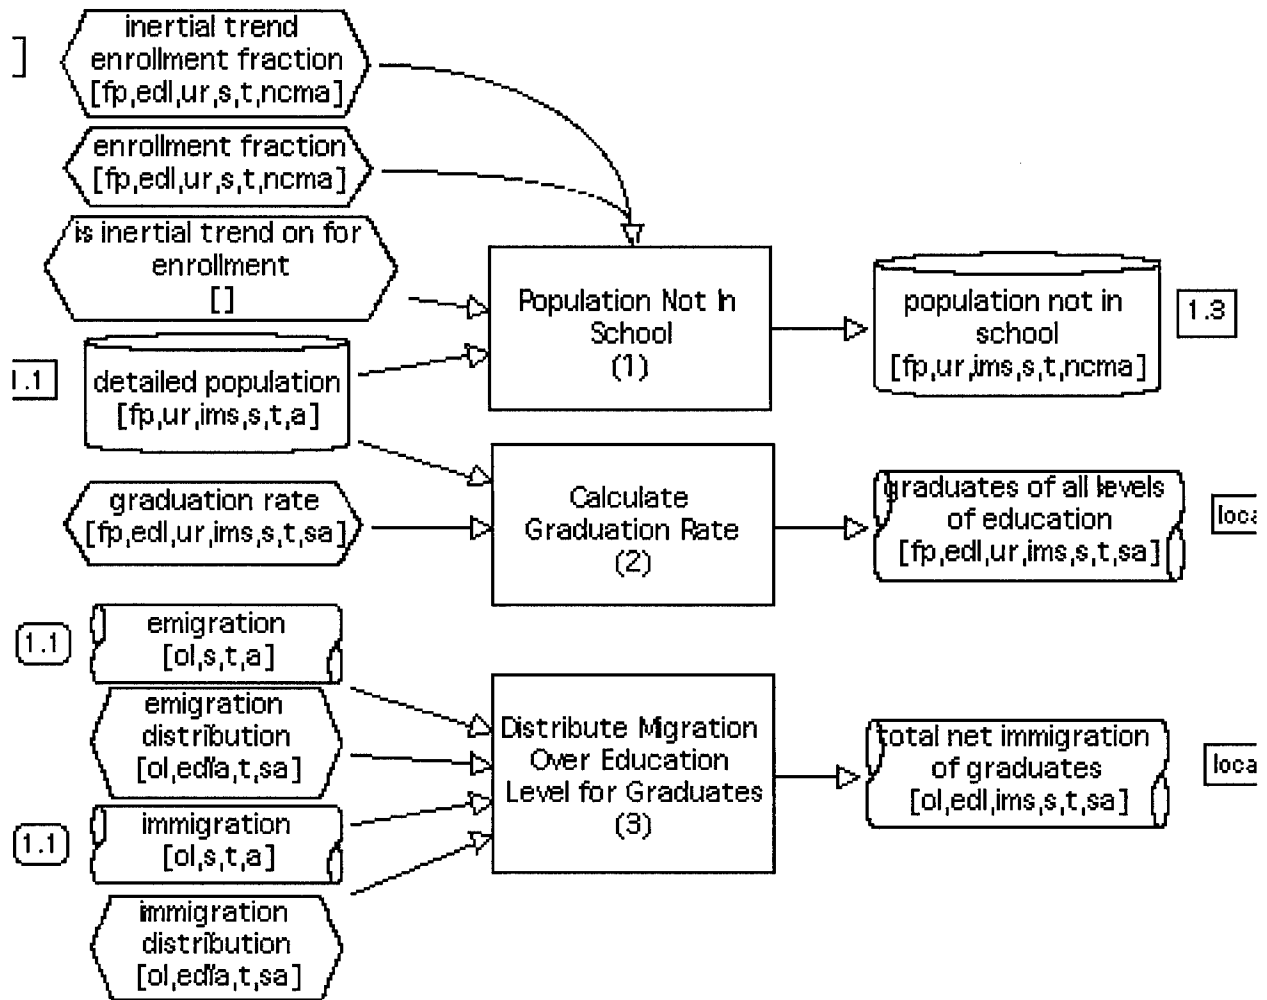 ]
inertial trend
enrollment fraction
[fp,edl,ur,s,t,ncma]
enrollment fraction
[fp,edl,ur,s,t,ncma]
is inertial trend on for
enrollment
[]
1.1
detailed population
[fp,ur,ims,s,t,a]
graduation rate
[fp,edl,ur,ims,s,t,sa]
1.1
emigration
[ol,s,t,a]
emigration
distribution
[ol,edl,a,t,sa]
1.1
immigration
[ol,s,t,a]
immigration
distribution
[ol,edl,a,t,sa]
Population Not In
School
(1)
Calculate
Graduation Rate
(2)
Distribute Migration
Over Education
Level for Graduates
(3)
population not in
school
[fp,ur,ims,s,t,ncma]
1.3
graduates of all levels
of education
[fp,edl,ur,ims,s,t,sa]
loca
total net immigration
of graduates
[ol,edl,ims,s,t,sa]
loca